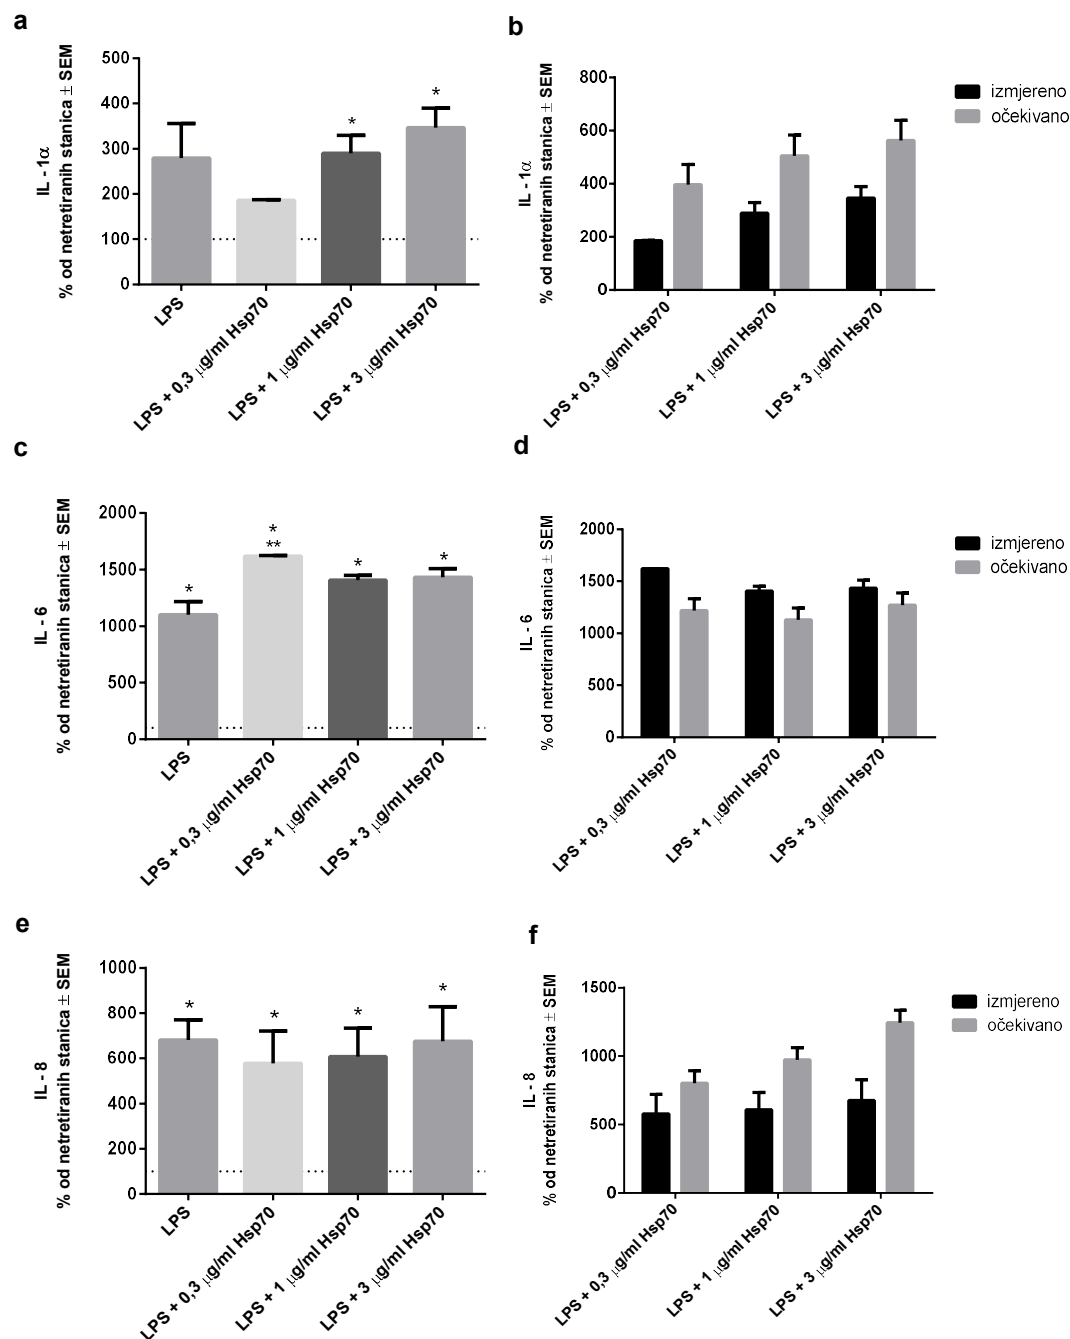 a
IL - 1α
% od netretiranih stanica ± SEM
500
400
300
200
100
0
*
*
LPS
LPS + 0,3 µg/ml Hsp70
LPS + 1 µg/ml Hsp70
LPS + 3 µg/ml Hsp70
b
IL - 1α
% od netretiranih stanica ± SEM
800
600
400
200
0
izmjereno
očekivano
LPS + 0,3 µg/ml Hsp70
LPS + 1 µg/ml Hsp70
LPS + 3 µg/ml Hsp70
c
IL - 6
% od netretiranih stanica ± SEM
2000
1500
1000
500
0
*
*
**
*
*
LPS
LPS + 0,3 µg/ml Hsp70
LPS + 1 µg/ml Hsp70
LPS + 3 µg/ml Hsp70
d
IL - 6
% od netretiranih stanica ± SEM
2000
1500
1000
500
0
izmjereno
očekivano
LPS + 0,3 µg/ml Hsp70
LPS + 1 µg/ml Hsp70
LPS + 3 µg/ml Hsp70
e
IL - 8
% od netretiranih stanica ± SEM
1000
800
600
400
200
0
*
*
*
*
LPS
LPS + 0,3 µg/ml Hsp70
LPS + 1 µg/ml Hsp70
LPS + 3 µg/ml Hsp70
f
IL - 8
% od netretiranih stanica ± SEM
1500
1000
500
0
izmjereno
očekivano
LPS + 0,3 µg/ml Hsp70
LPS + 1 µg/ml Hsp70
LPS + 3 µg/ml Hsp70